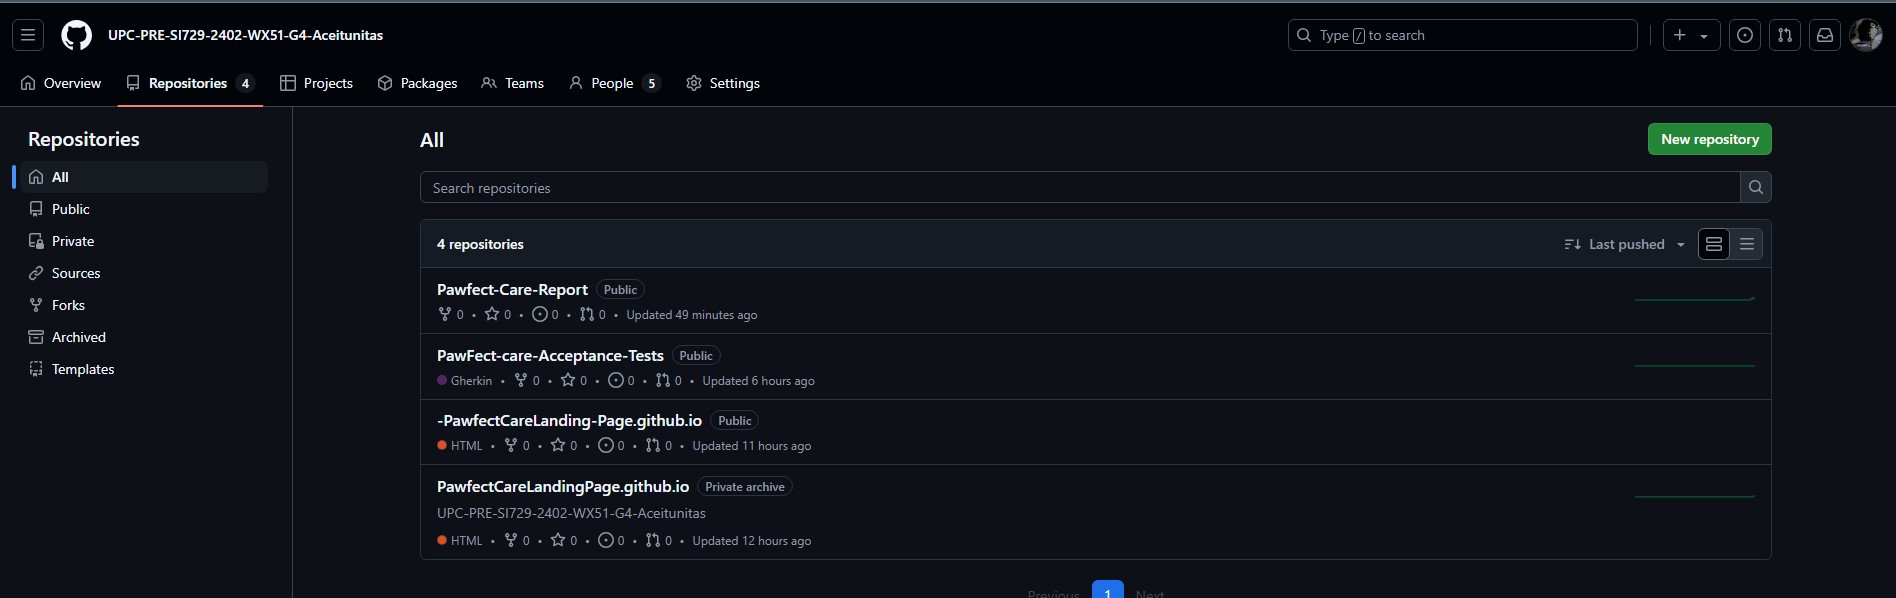 UPC-PRE-SI729-2402-WX51-G4-Aceitunitas
Type / to search
Overview
Repositories 4
Projects
Packages
Teams
People 5
Settings
Repositories
All
Public
Private
Sources
Forks
Archived
Templates
All
New repository
Search repositories
4 repositories
Last pushed
Pawfect-Care-Report Public
0 • 0 • 0 • 0 • Updated 49 minutes ago
PawFect-care-Acceptance-Tests Public
Gherkin • 0 • 0 • 0 • 0 • Updated 6 hours ago
-PawfectCareLanding-Page.github.io Public
HTML • 0 • 0 • 0 • 0 • Updated 11 hours ago
PawfectCareLandingPage.github.io Private archive
UPC-PRE-SI729-2402-WX51-G4-Aceitunitas
HTML • 0 • 0 • 0 • 0 • Updated 12 hours ago
Previous 1 Next